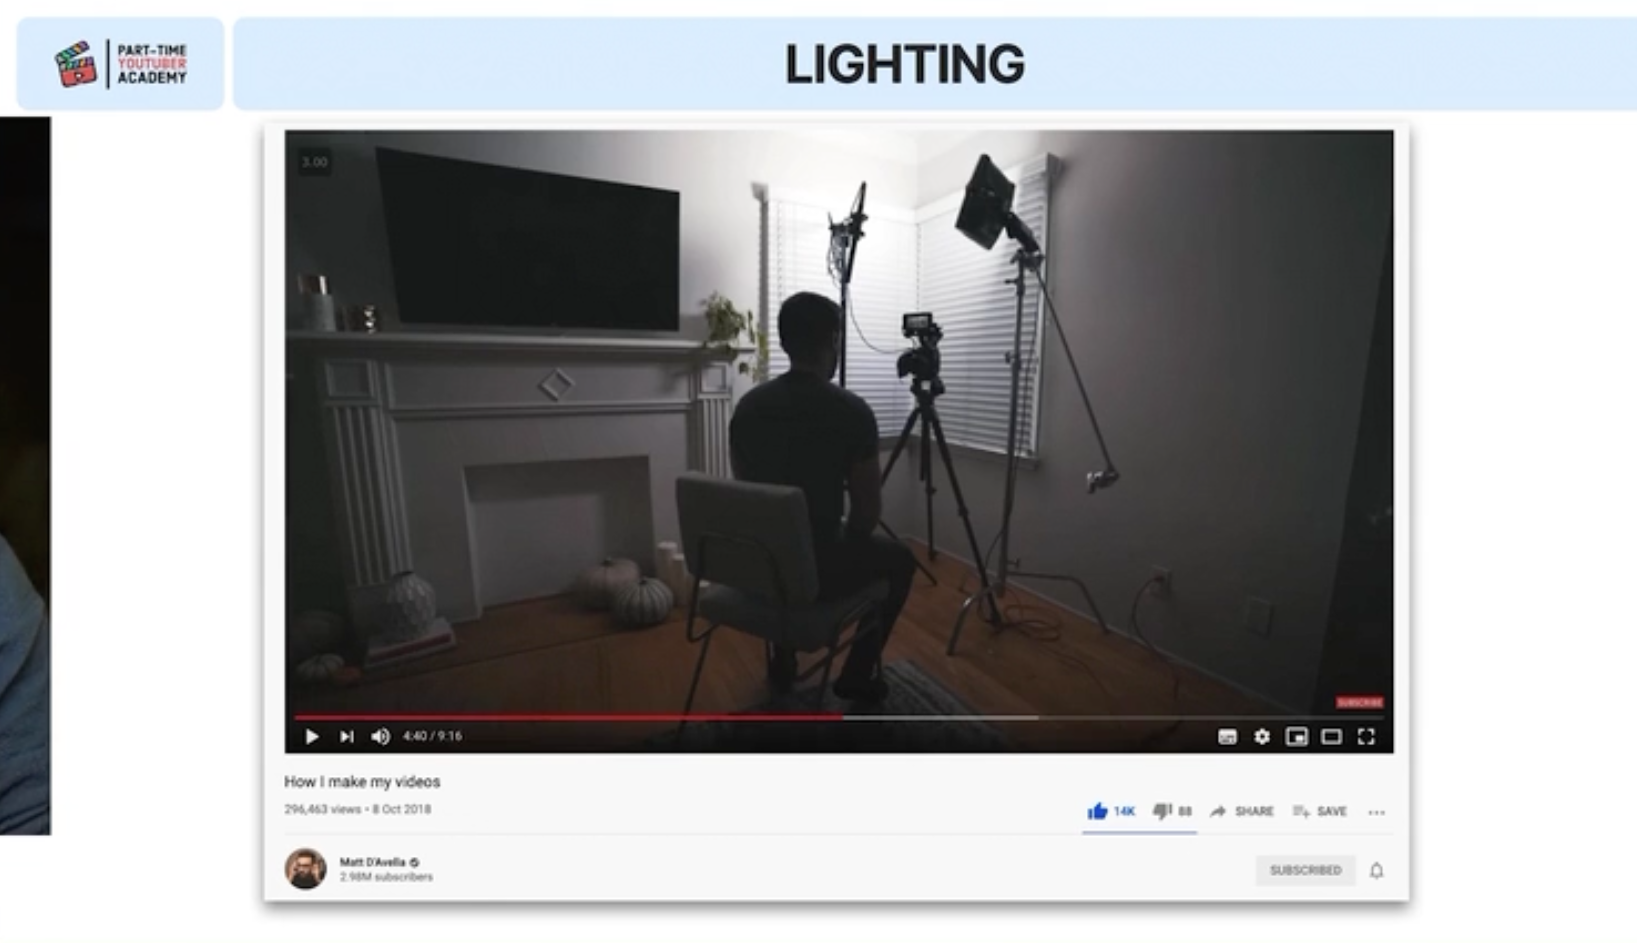 PART-TIME
YOUTUBER
ACADEMY
LIGHTING
3.00
SUBSCRIBE
4:40 / 9:16
How I make my videos
296,463 views • 8 Oct 2018
14K
88
SHARE
SAVE
Matt D'Avella
2.98M subscribers
SUBSCRIBED